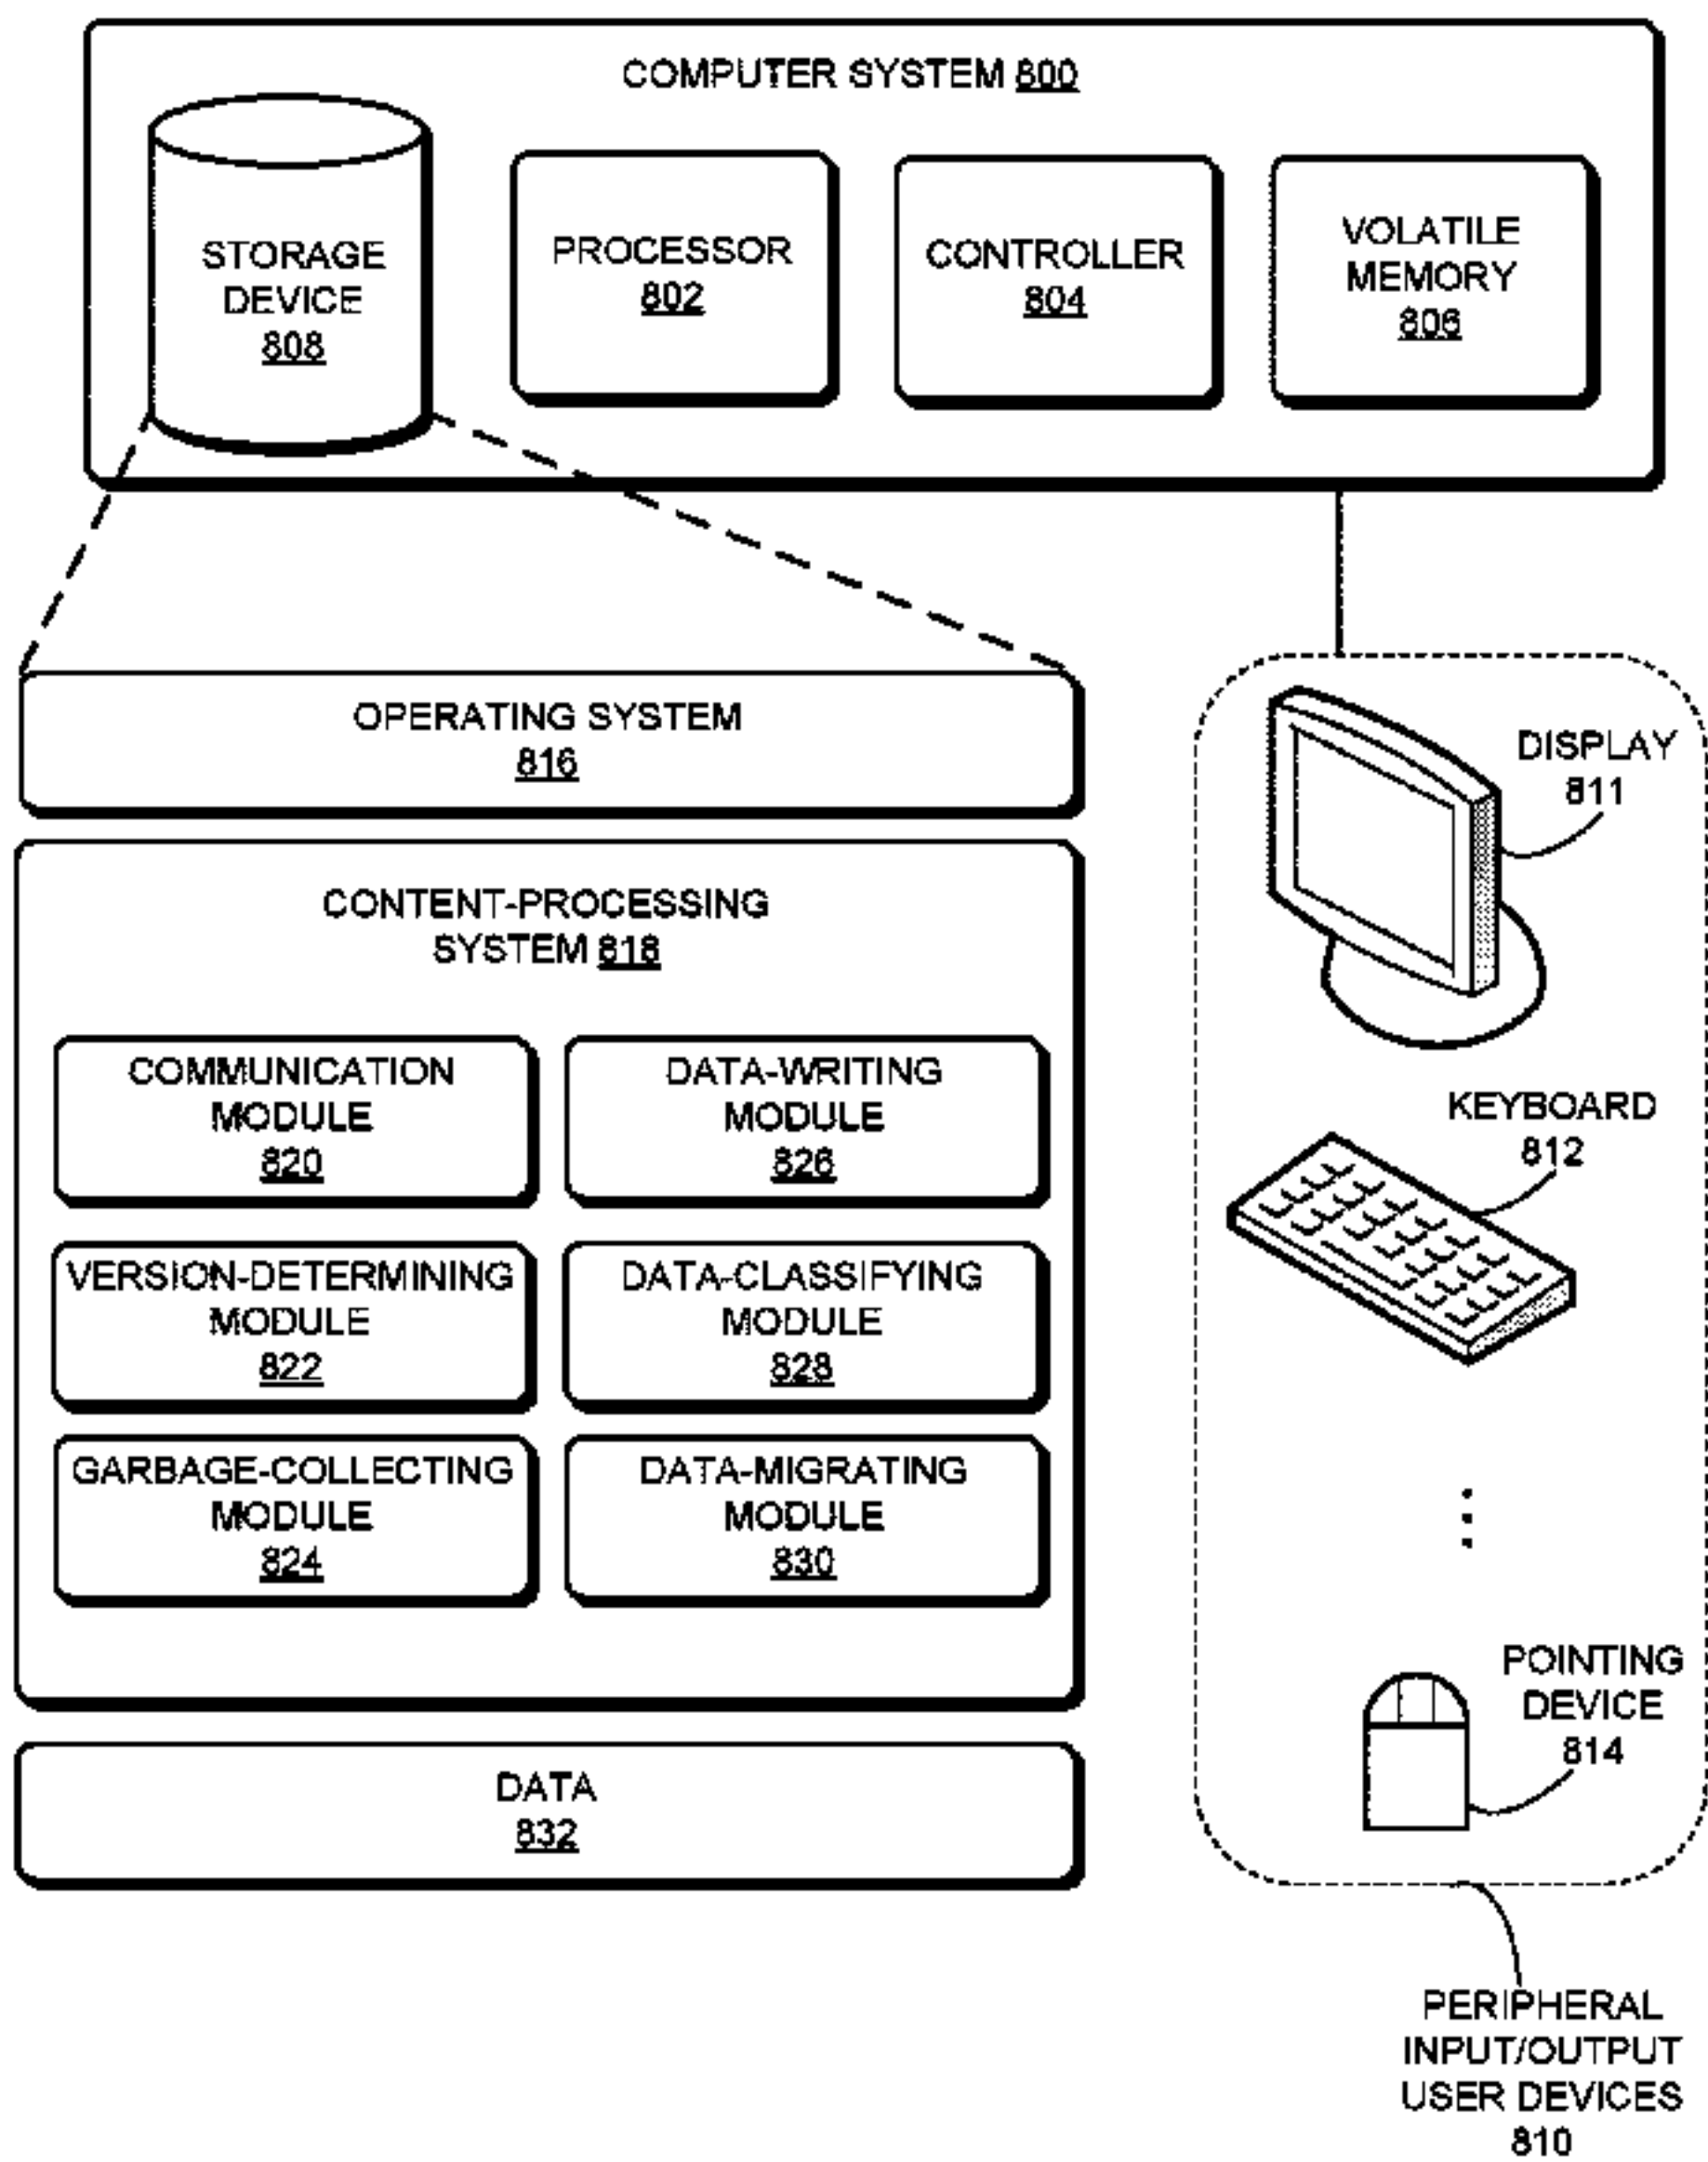 COMPUTER SYSTEM 800
STORAGE
DEVICE
808
PROCESSOR
802
CONTROLLER
804
VOLATILE
MEMORY
806
OPERATING SYSTEM
816
CONTENT-PROCESSING
SYSTEM 818
COMMUNICATION
MODULE
820
DATA-WRITING
MODULE
826
VERSION-DETERMINING
MODULE
822
DATA-CLASSIFYING
MODULE
828
GARBAGE-COLLECTING
MODULE
824
DATA-MIGRATING
MODULE
830
DATA
832
DISPLAY
811
KEYBOARD
812
POINTING
DEVICE
814
PERIPHERAL
INPUT/OUTPUT
USER DEVICES
810